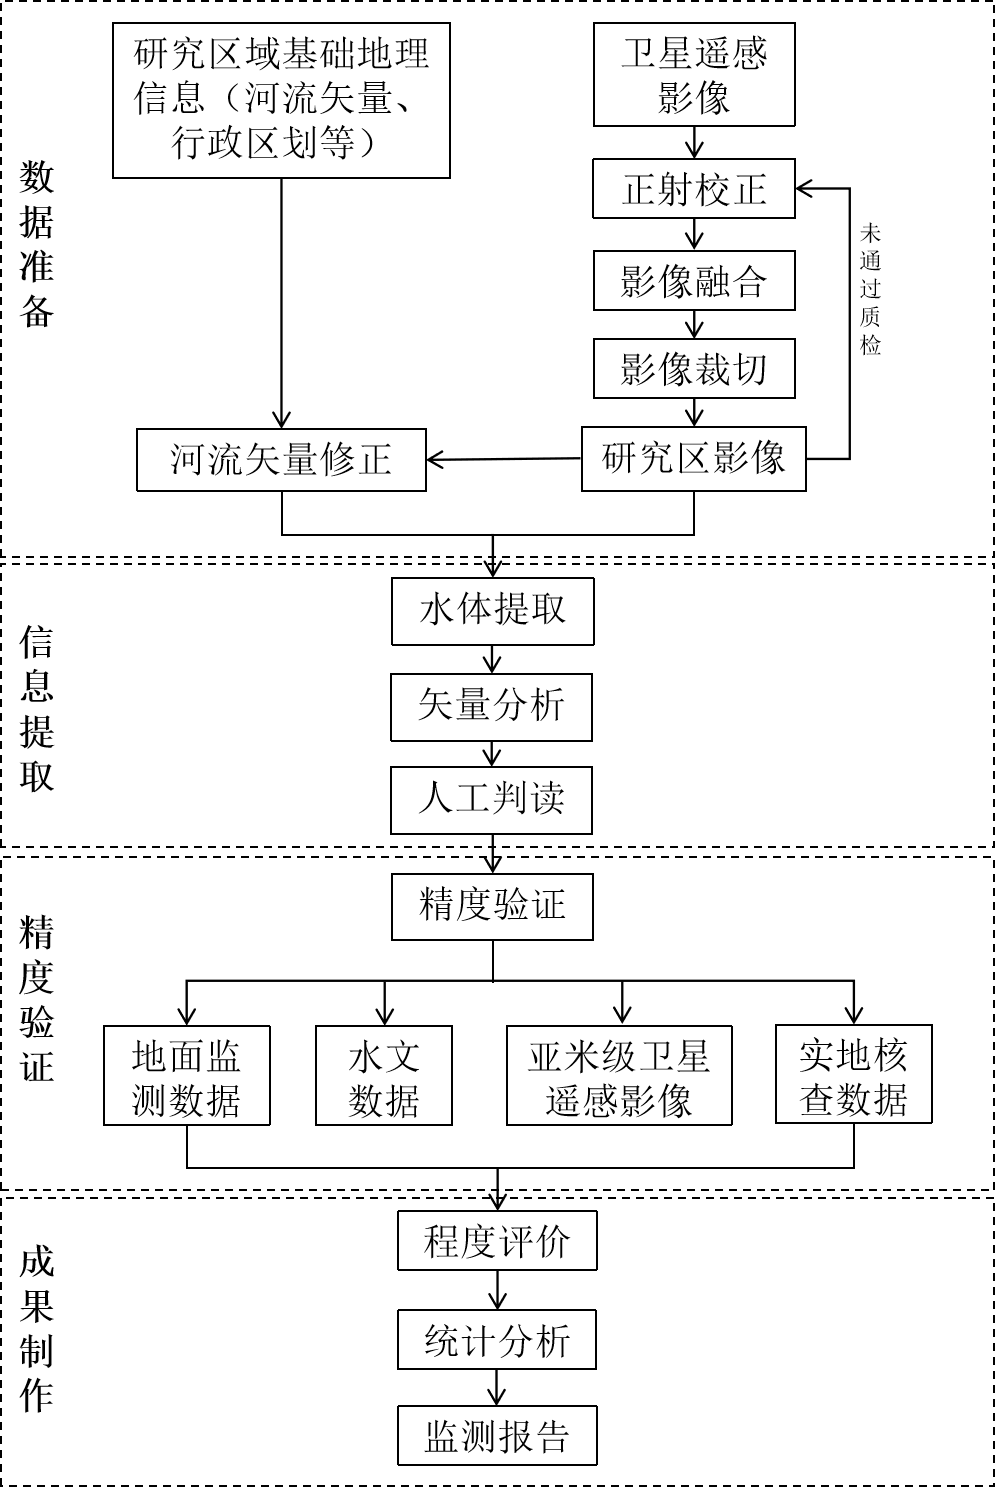 数据准备
研究区域基础地理
信息（河流矢量、
行政区划等）
卫星遥感
影像
正射校正
影像融合
影像裁切
未通过质检
河流矢量修正
研究区影像
信息提取
水体提取
矢量分析
人工判读
精度验证
精度验证
地面监
测数据
水文
数据
亚米级卫星
遥感影像
实地核
查数据
成果制作
程度评价
统计分析
监测报告